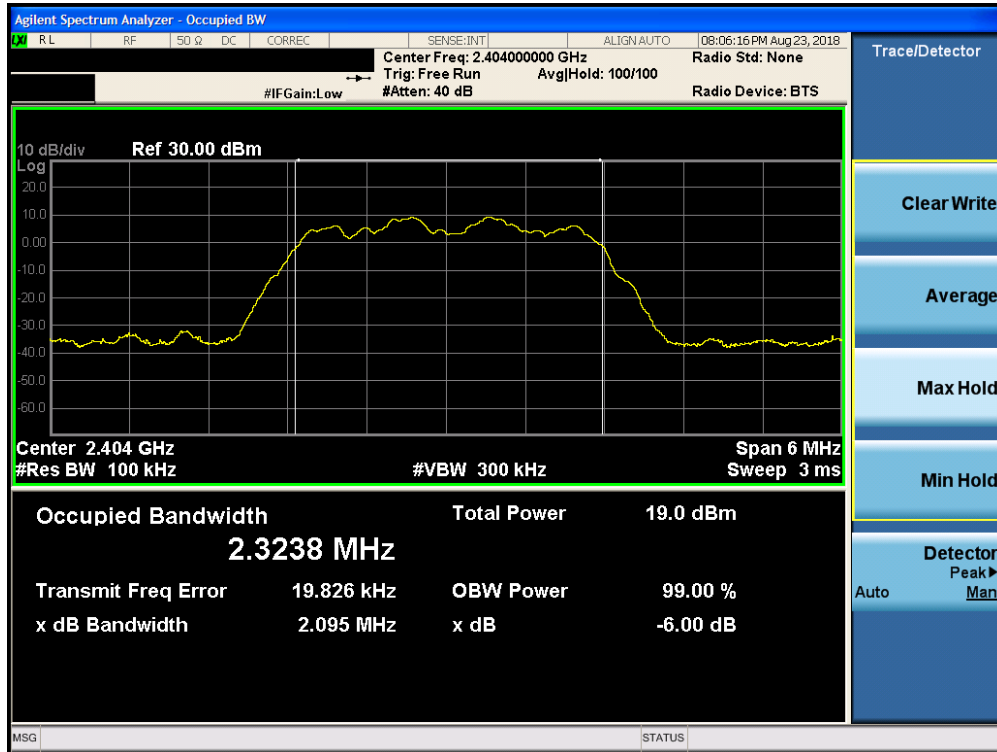 Agilent Spectrum Analyzer - Occupied BW
LXI RL RF 50 Ω DC CORREC SENSE:INT ALIGN AUTO 08:06:16 PM Aug 23, 2018
Center Freq: 2.404000000 GHz Radio Std: None
Trig: Free Run Avg|Hold: 100/100
#IFGain:Low #Atten: 40 dB Radio Device: BTS
10 dB/div Ref 30.00 dBm
Log
20.0
10.0
0.00
-10.0
-20.0
-30.0
-40.0
-50.0
-60.0
Center 2.404 GHz Span 6 MHz
#Res BW 100 kHz #VBW 300 kHz Sweep 3 ms
Occupied Bandwidth Total Power 19.0 dBm
2.3238 MHz
Transmit Freq Error 19.826 kHz OBW Power 99.00 %
x dB Bandwidth 2.095 MHz x dB -6.00 dB
Trace/Detector
Clear Write
Average
Max Hold
Min Hold
Detector
Peak▶
Auto Man
MSG STATUS